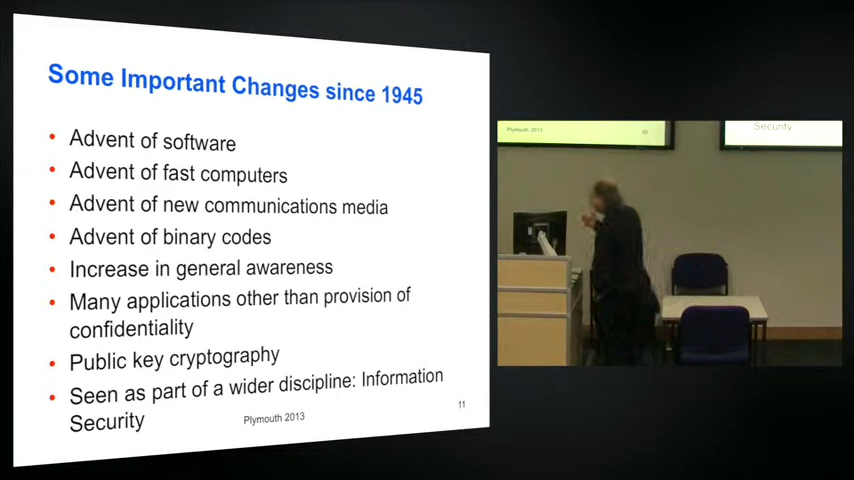 Some Important Changes since 1945
• Advent of software
• Advent of fast computers
• Advent of new communications media
• Advent of binary codes
• Increase in general awareness
• Many applications other than provision of
confidentiality
• Public key cryptography
• Seen as part of a wider discipline: Information
Security
Plymouth 2013
11
Plymouth 2013
Security